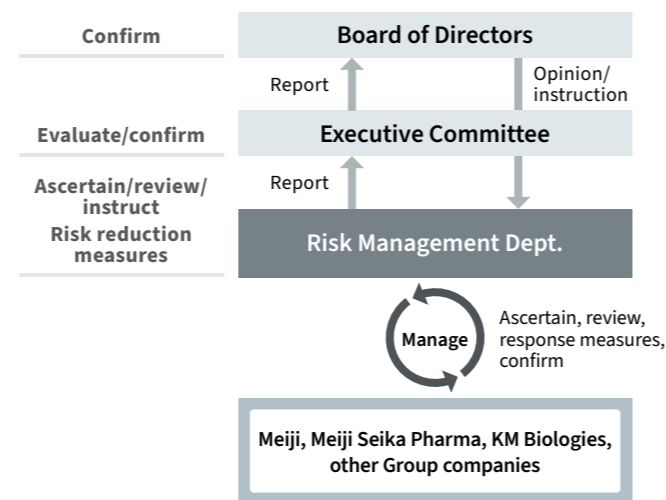 Confirm
Board of Directors
Report
Opinion/
instruction
Evaluate/confirm
Executive Committee
Ascertain/review/
instruct
Risk reduction
measures
Report
Risk Management Dept.
Manage
Ascertain, review,
response measures,
confirm
Meiji, Meiji Seika Pharma, KM Biologies,
other Group companies